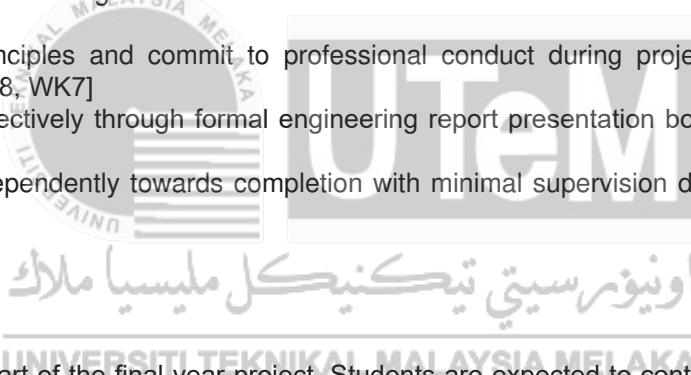 nciples and commit to professional conduct during proje
8, WK7]
ectively through formal engineering report presentation bo
ependently towards completion with minimal supervision d
UTeM
اونيورسيتي تيكنيكل مليسيا ملاك
UNIVERSITI TEKNIKAL MALAYSIA MELAKA
art of the final year project. Students are expected to cont